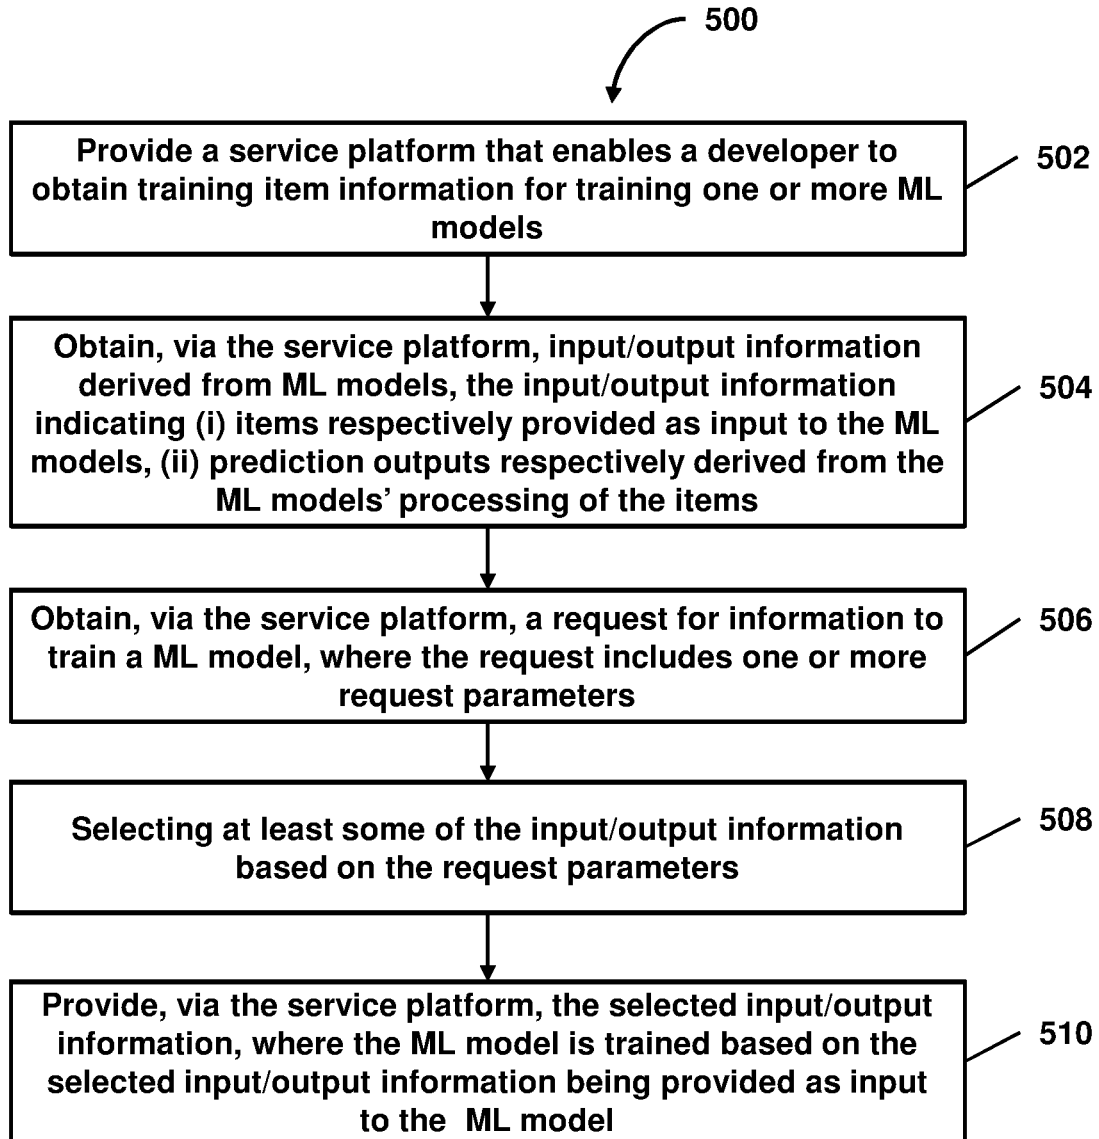 500
Provide a service platform that enables a developer to
obtain training item information for training one or more ML
models
502
Obtain, via the service platform, input/output information
derived from ML models, the input/output information
indicating (i) items respectively provided as input to the ML
models, (ii) prediction outputs respectively derived from the
ML models’ processing of the items
504
Obtain, via the service platform, a request for information to
train a ML model, where the request includes one or more
request parameters
506
Selecting at least some of the input/output information
based on the request parameters
508
Provide, via the service platform, the selected input/output
information, where the ML model is trained based on the
selected input/output information being provided as input
to the ML model
510